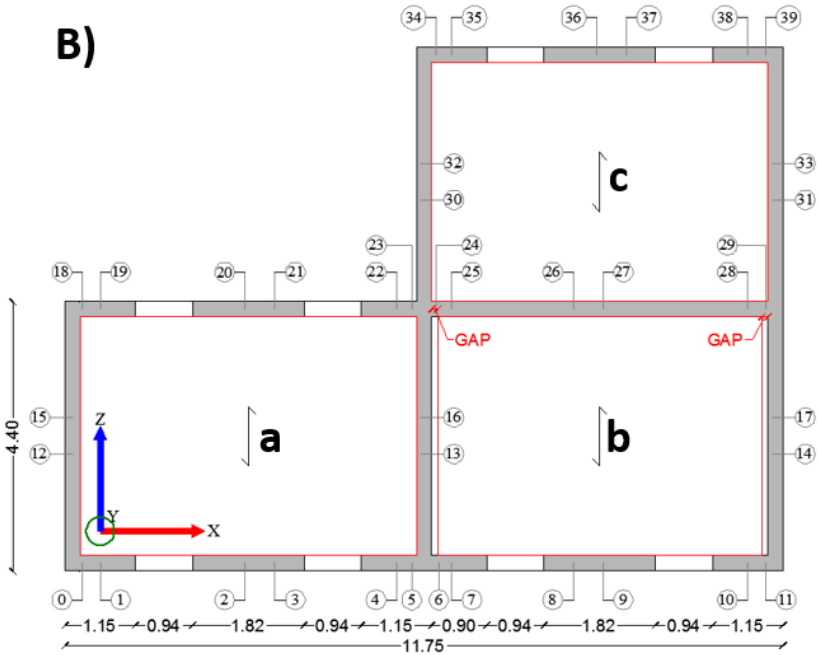 B)
34 35 36 37 38 39
32 c 33
30 31
23 24 29
18 19 20 21 22 25 26 27 28
GAP GAP
4.40
15 Z a 16 b 17
12 13 14
Y X
0 1 2 3 4 5 6 7 8 9 10 11
1.15 0.94 1.82 0.94 1.15 0.90 0.94 1.82 0.94 1.15
11.75